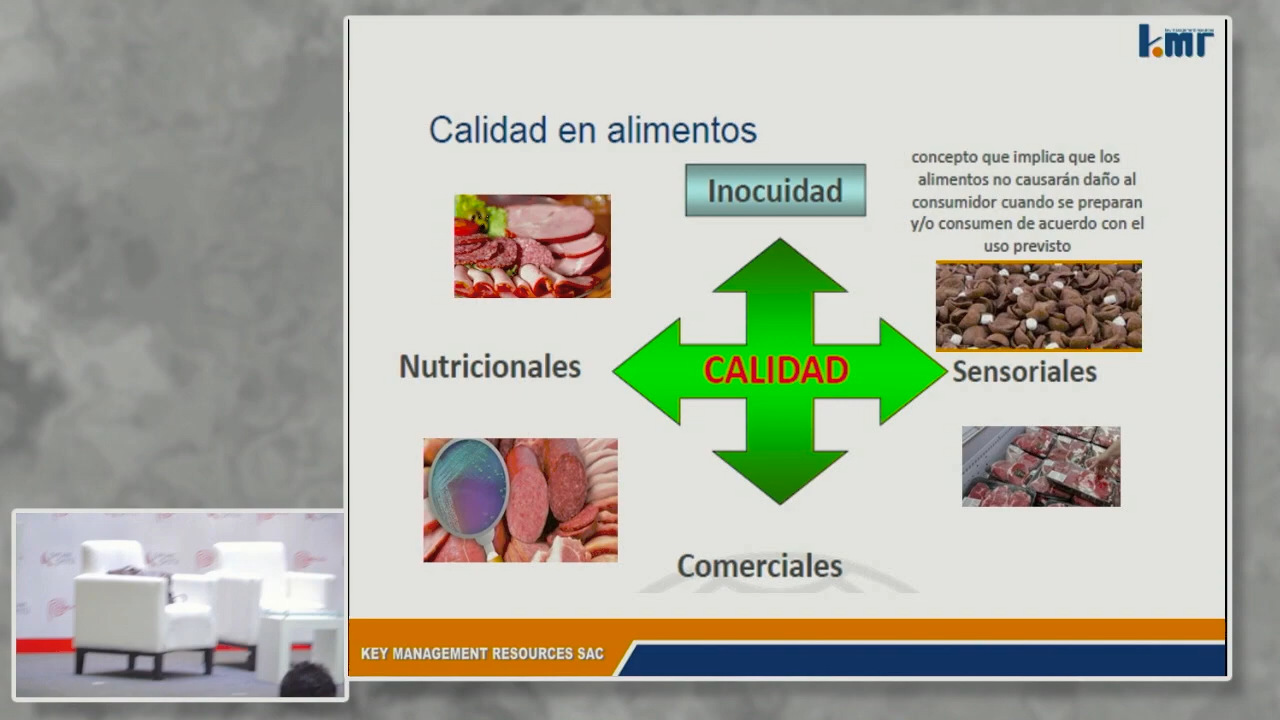 kmr
Calidad en alimentos
Inocuidad
concepto que implica que los
alimentos no causarán daño al
consumidor cuando se preparan
y/o consumen de acuerdo con el
uso previsto
Nutricionales
CALIDAD
Sensoriales
Comerciales
KEY MANAGEMENT RESOURCES SAC